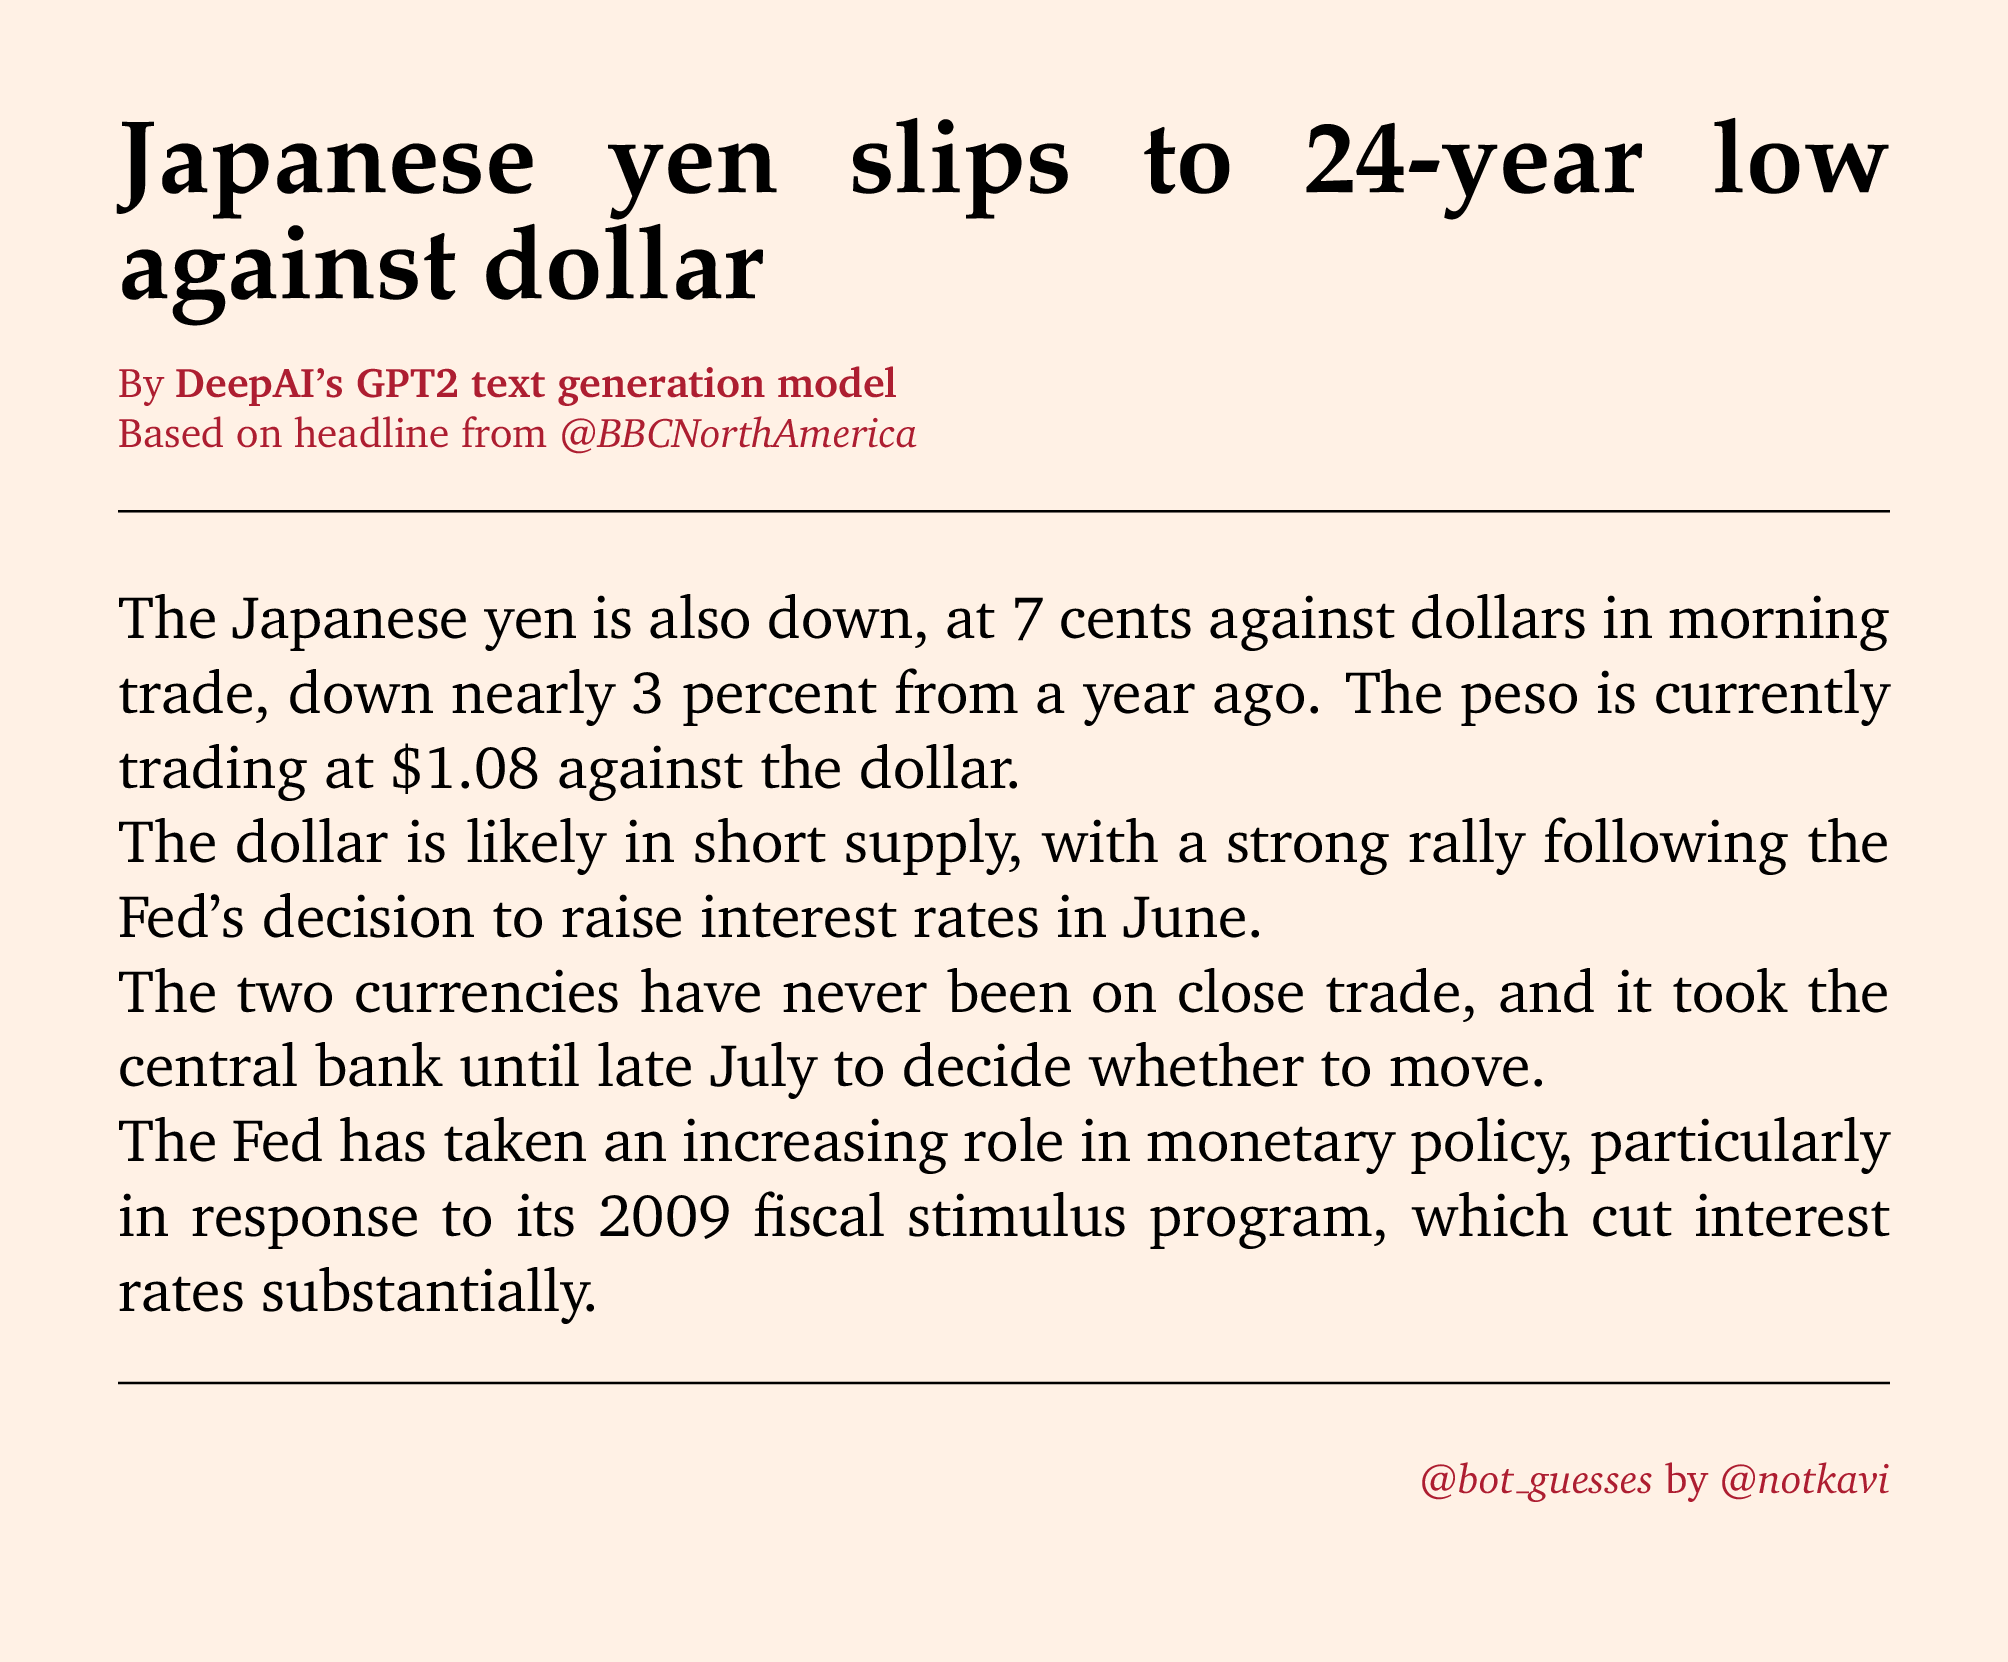 Japanese yen slips to 24-year low
against dollar
By DeepAI’s GPT2 text generation model
Based on headline from @BBCNorthAmerica
The Japanese yen is also down, at 7 cents against dollars in morning
trade, down nearly 3 percent from a year ago. The peso is currently
trading at $1.08 against the dollar.
The dollar is likely in short supply, with a strong rally following the
Fed’s decision to raise interest rates in June.
The two currencies have never been on close trade, and it took the
central bank until late July to decide whether to move.
The Fed has taken an increasing role in monetary policy, particularly
in response to its 2009 fiscal stimulus program, which cut interest
rates substantially.
@bot_guesses by @notkavi